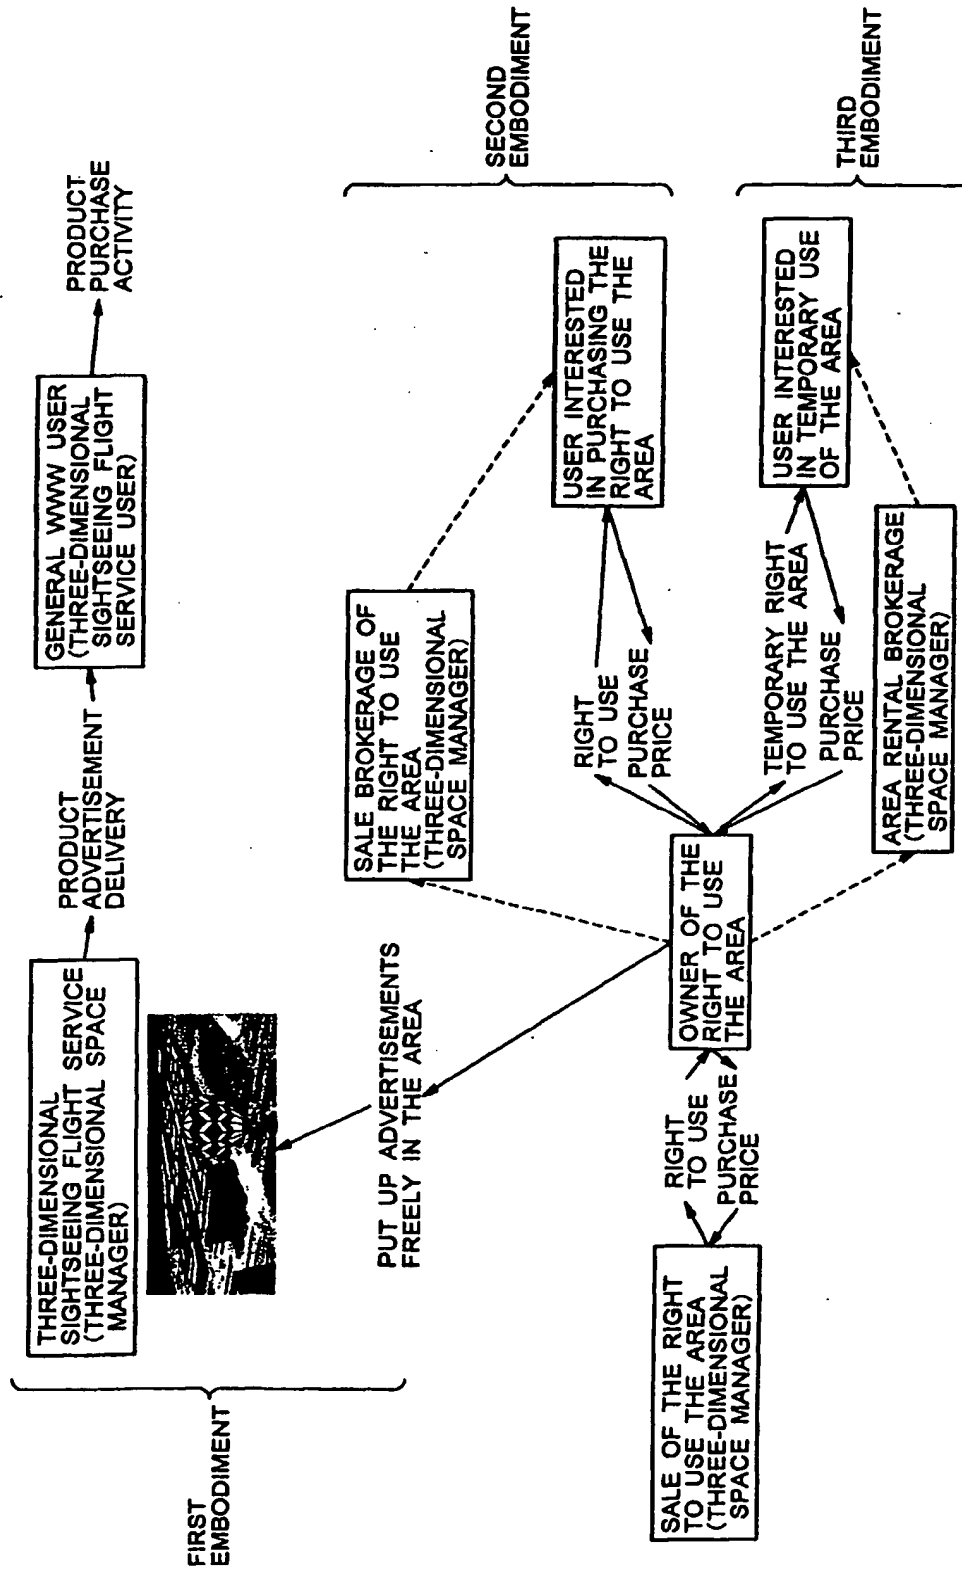 FIRST
EMBODIMENT
THREE-DIMENSIONAL
SIGHTSEEING FLIGHT SERVICE
(THREE-DIMENSIONAL SPACE
MANAGER)
PRODUCT
ADVERTISEMENT
DELIVERY
GENERAL WWW USER
(THREE-DIMENSIONAL
SIGHTSEEING FLIGHT
SERVICE USER)
PRODUCT
PURCHASE
ACTIVITY
PUT UP ADVERTISEMENTS
FREELY IN THE AREA
SALE BROKERAGE OF
THE RIGHT TO USE
THE AREA
(THREE-DIMENSIONAL
SPACE MANAGER)
SECOND
EMBODIMENT
USER INTERESTED
IN PURCHASING THE
RIGHT TO USE THE
AREA
RIGHT
TO USE
PURCHASE
PRICE
SALE OF THE RIGHT
TO USE THE AREA
(THREE-DIMENSIONAL
SPACE MANAGER)
RIGHT
TO USE
PURCHASE
PRICE
OWNER OF THE
RIGHT TO USE
THE AREA
TEMPORARY RIGHT
TO USE THE AREA
PURCHASE
PRICE
USER INTERESTED
IN TEMPORARY USE
OF THE AREA
THIRD
EMBODIMENT
AREA RENTAL BROKERAGE
(THREE-DIMENSIONAL
SPACE MANAGER)